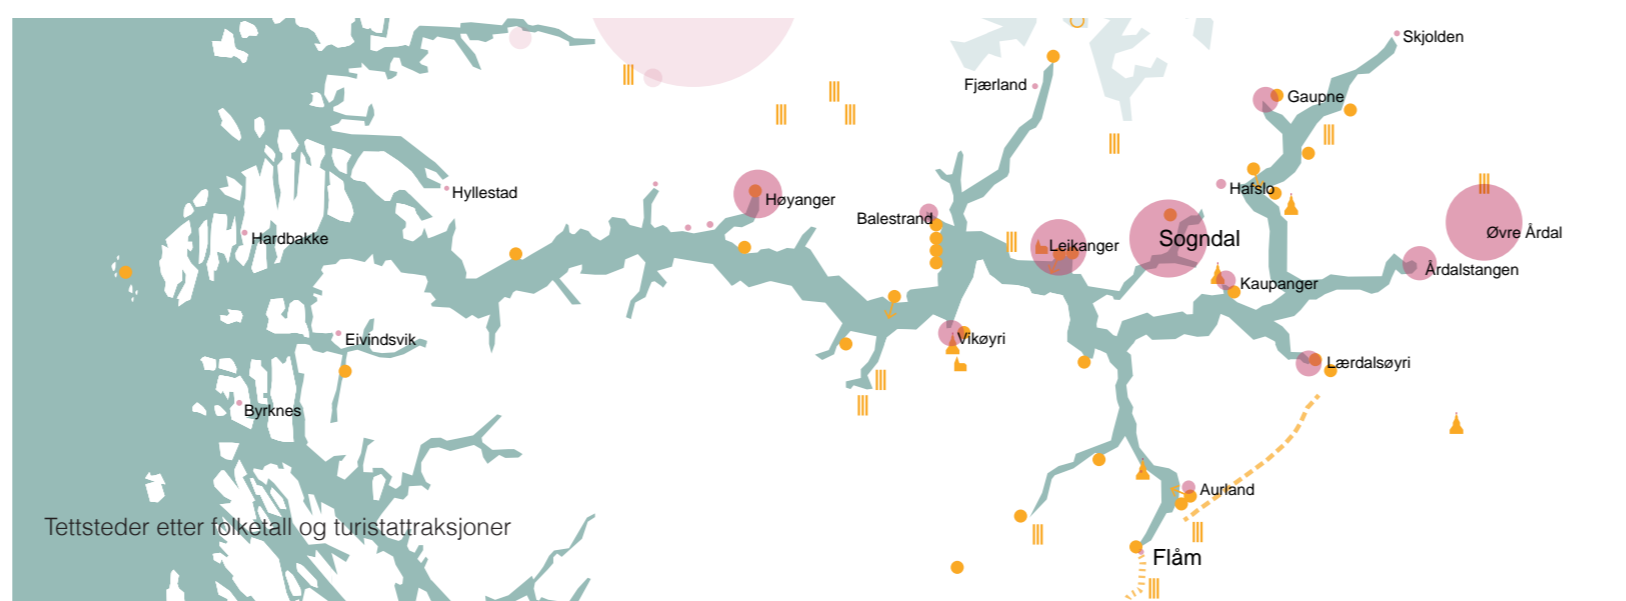 Skjolden
Fjærland
Gaupne
Hyllestad
Hafslo
Høyanger
Balestrand
Øvre Årdal
Hardbakke
Leikanger
Sogndal
Årdalstangen
Kaupanger
Eivindsvik
Vikøyri
Lærdalsøyri
Byrknes
Aurland
Tettsteder etter folketall og turistattraksjoner
Flåm